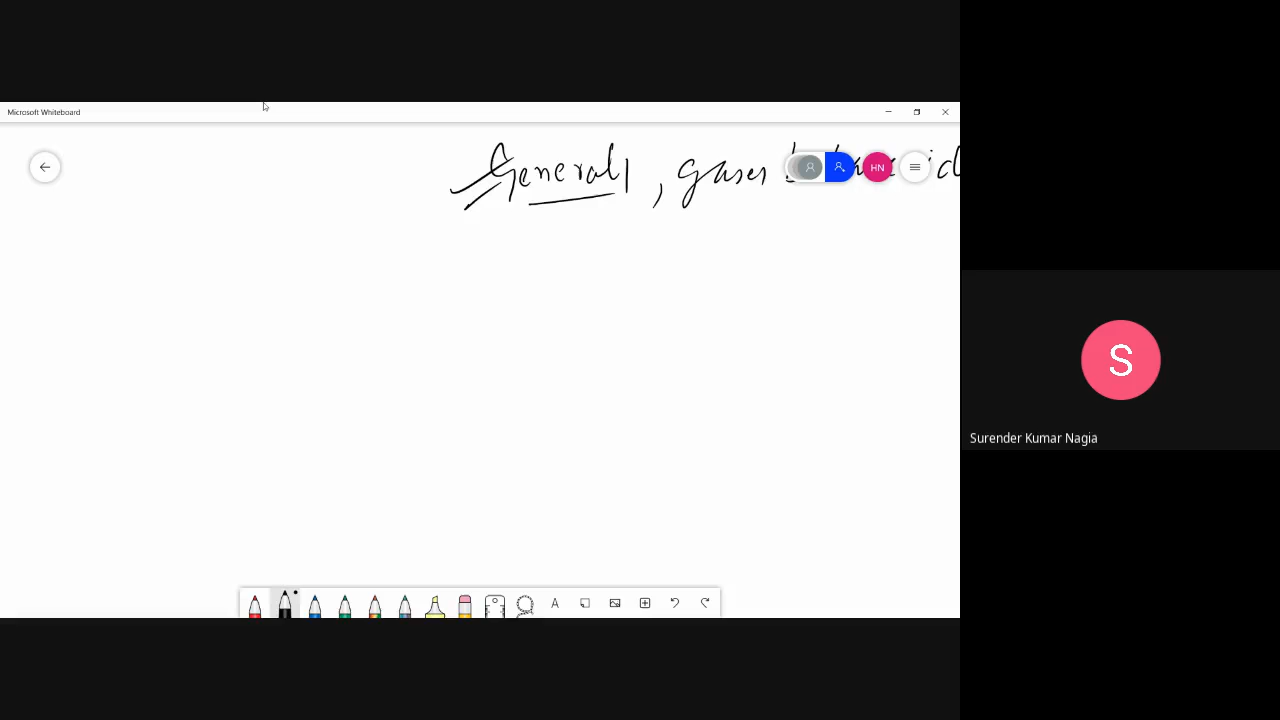 Microsoft Whiteboard
General, gases
HN
S
Surender Kumar Nagia
A